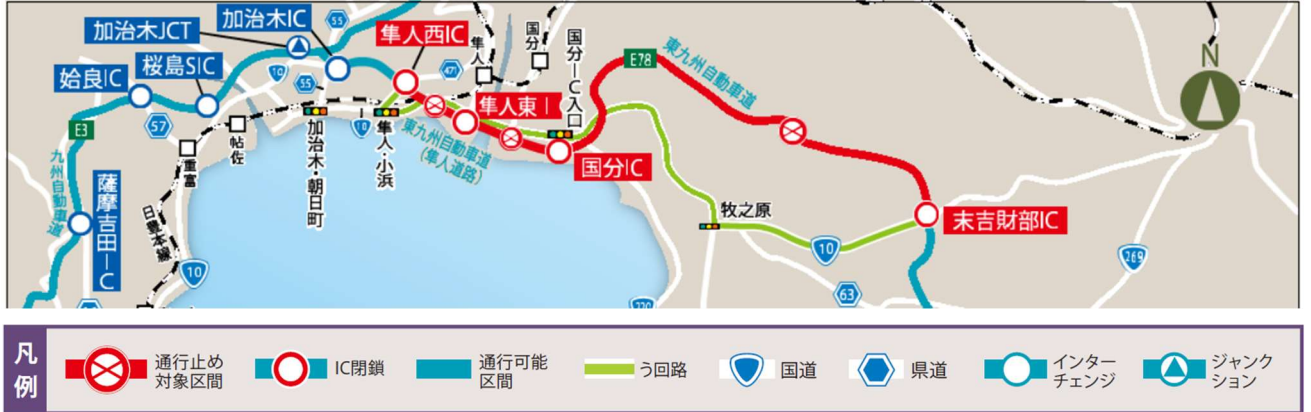 加治木JCT
加治木IC
55
桜島SIC
姶良IC
10
55
57
E3
九州自動車道
薩摩吉田IC
重富
帖佐
日豊本線
10
加治木・朝日町
10
隼人・小浜
隼人西IC
471
隼人
国分
国分IC入口
隼人東I
東九州自動車道
(隼人道路)
国分IC
E78
東九州自動車道
牧之原
10
末吉財部IC
63
269
220
N
凡例
通行止め
対象区間
IC閉鎖
通行可能
区間
う回路
国道
県道
インター
チェンジ
ジャンク
ション